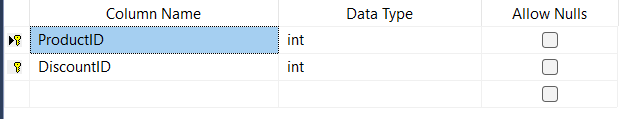 Column Name Data Type Allow Nulls
ProductID int
DiscountID int